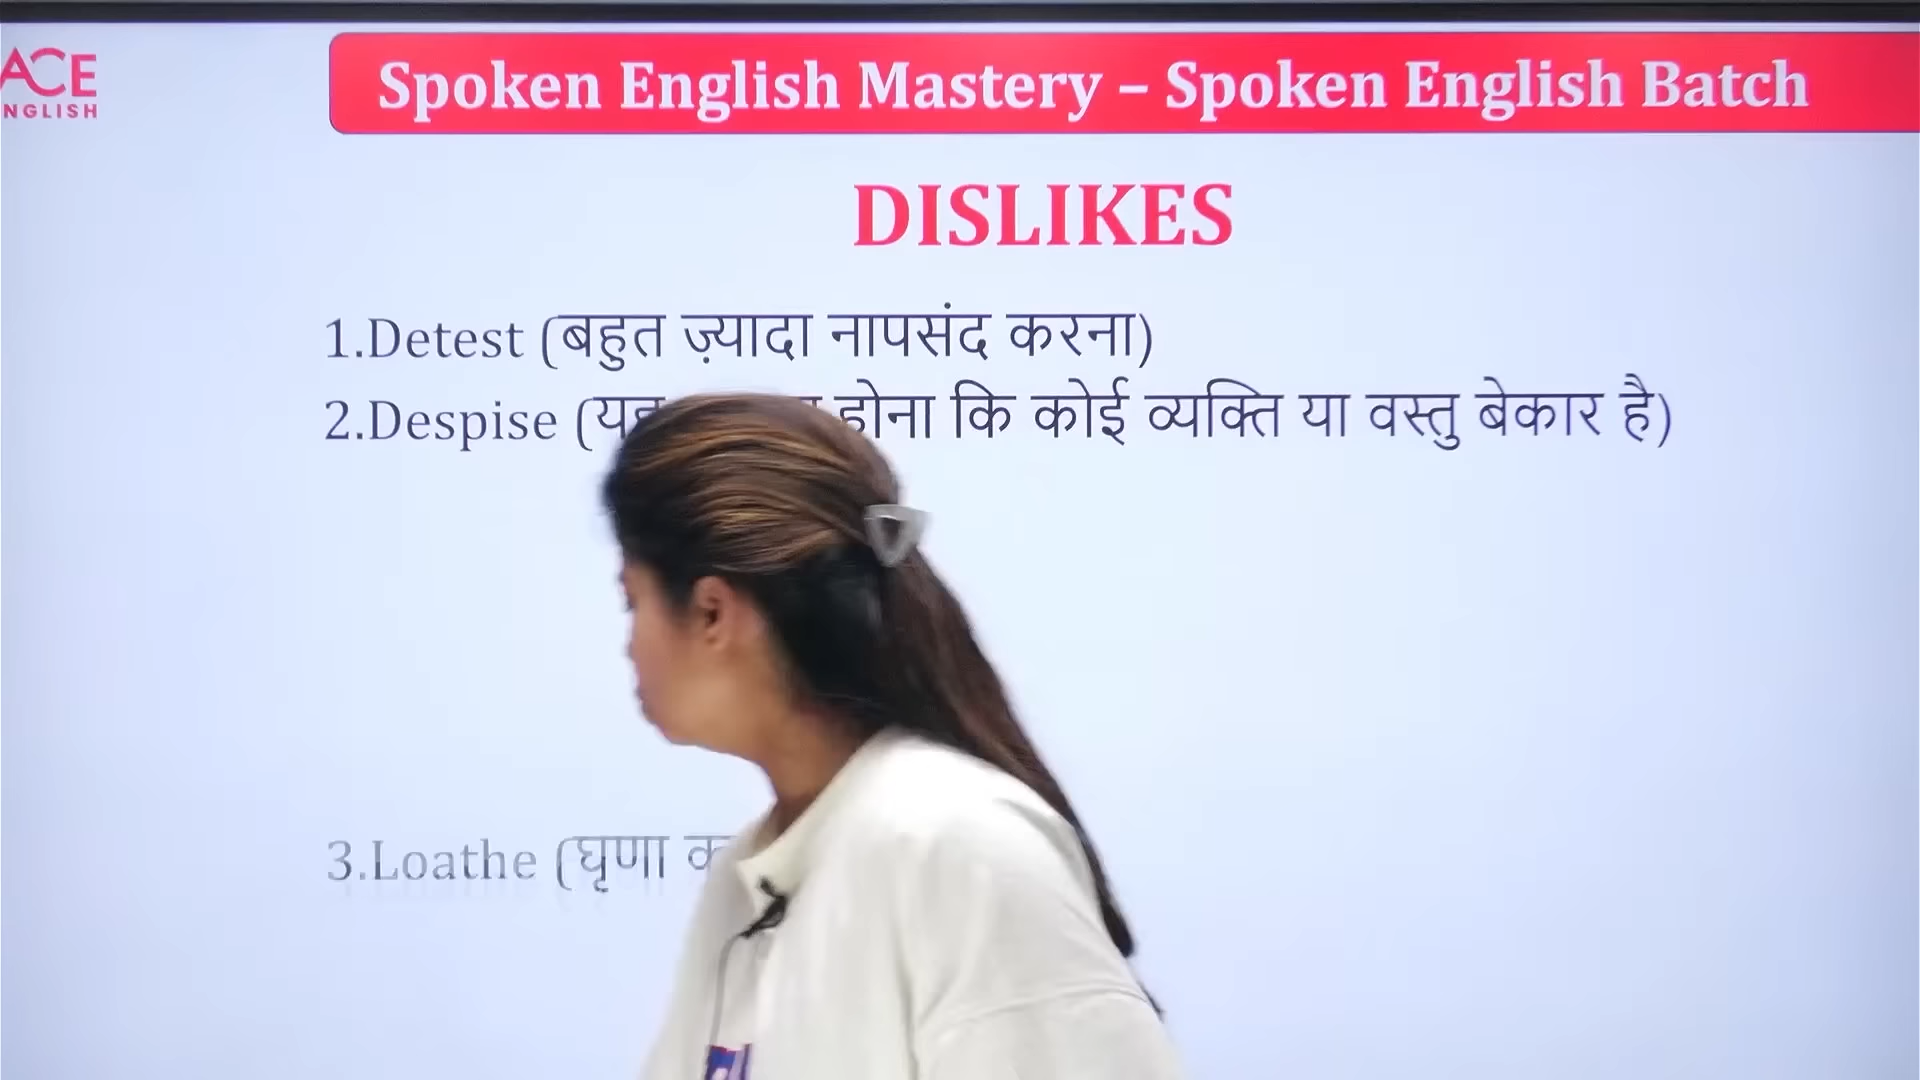 ACE
NGLISH
Spoken English Mastery – Spoken English Batch
DISLIKES
1.Detest (बहुत ज़्यादा नापसंद करना)
2.Despise ( होना कि कोई व्यक्ति या वस्तु बेकार है)
3.Loathe (घृणा